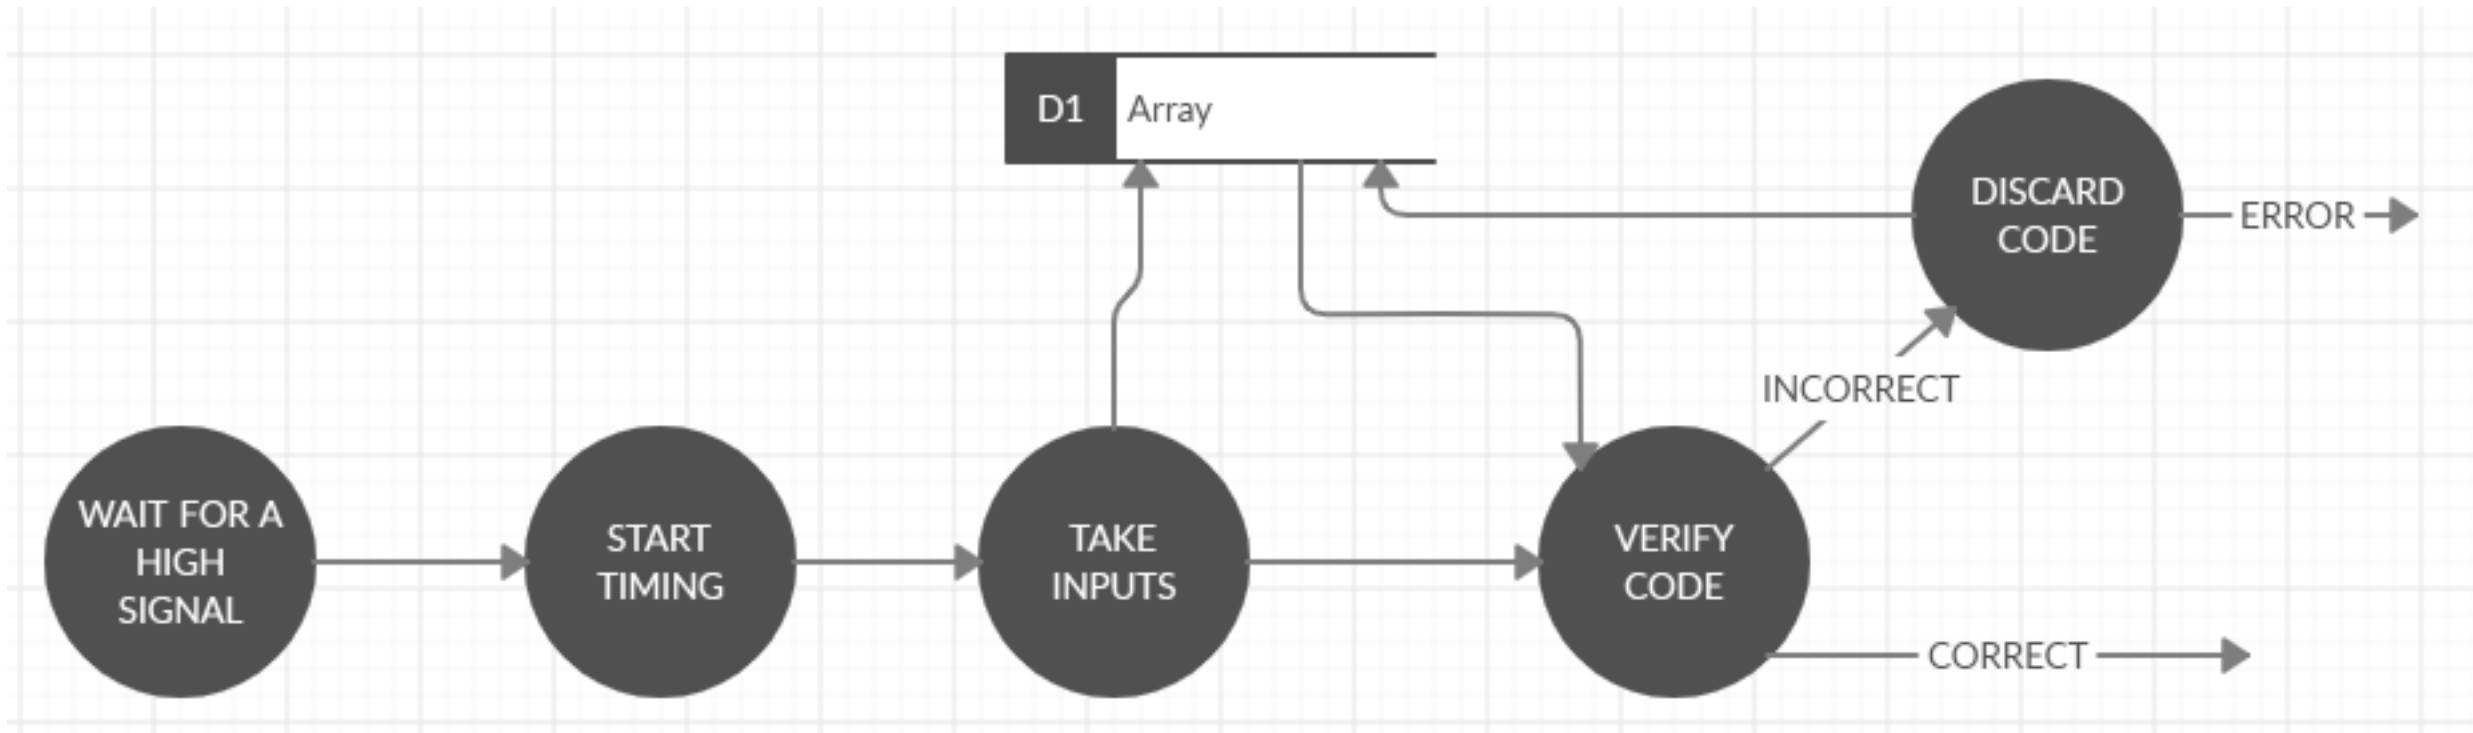 D1
Array
DISCARD
CODE
ERROR
INCORRECT
WAIT FOR A
HIGH
SIGNAL
START
TIMING
TAKE
INPUTS
VERIFY
CODE
CORRECT